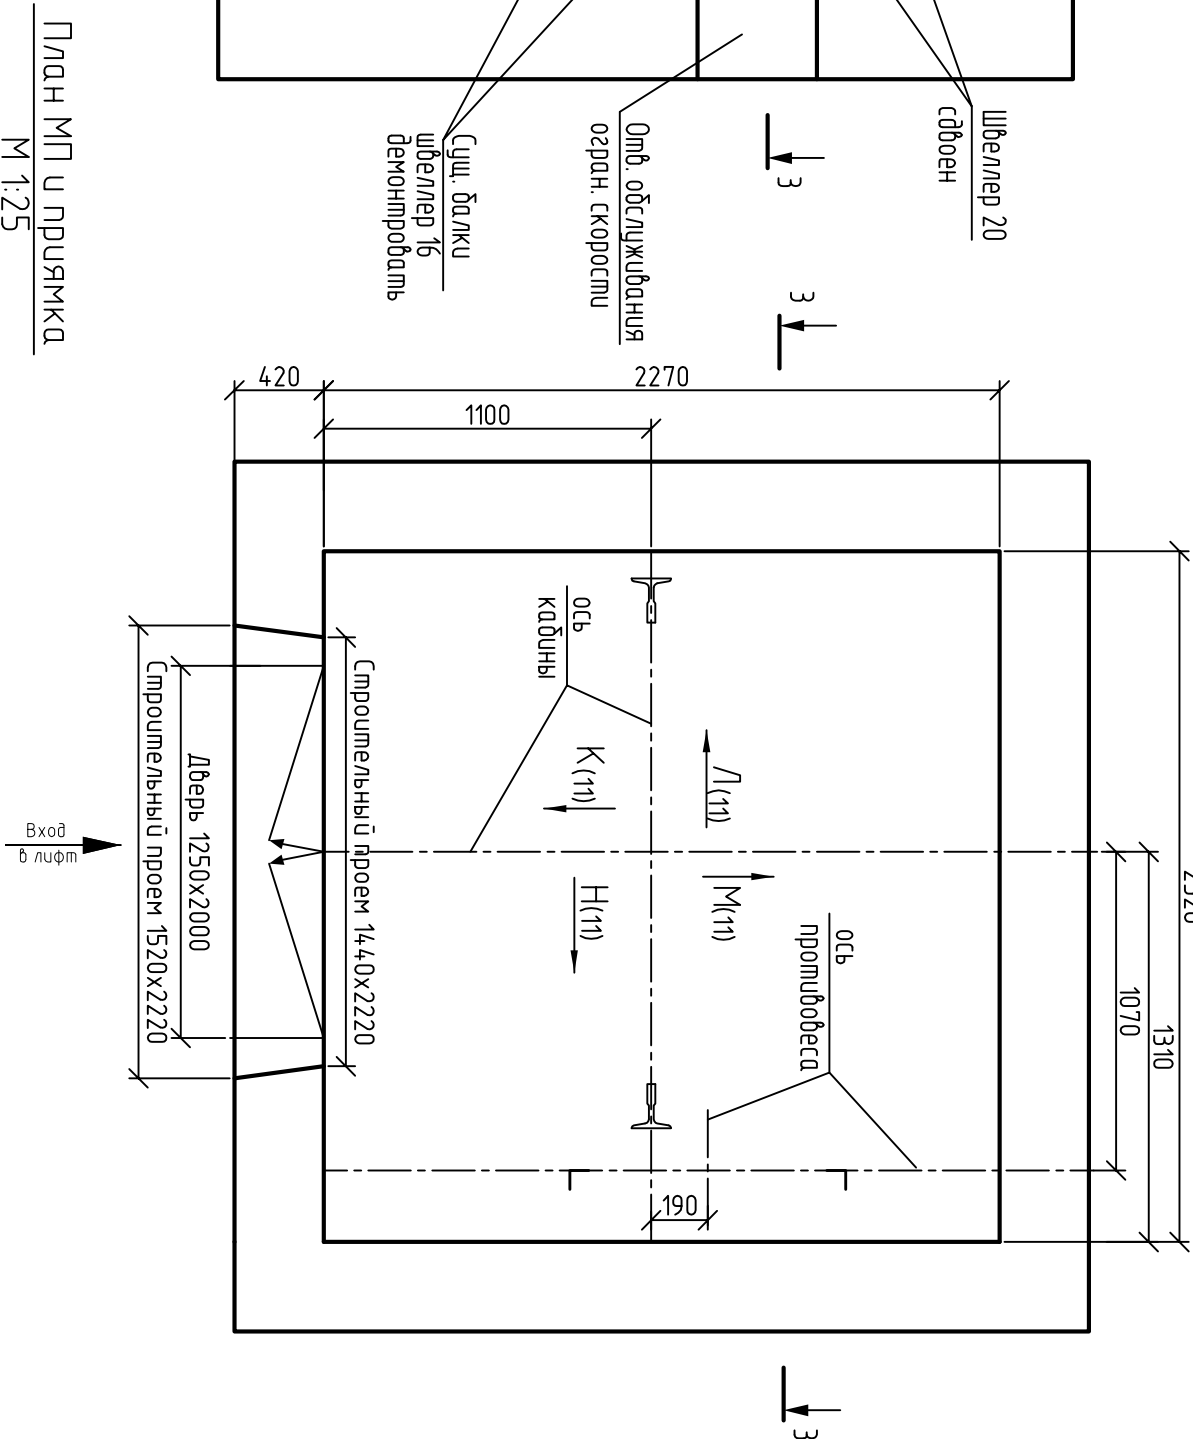 План МП и приямка
М 1:25
Сущ. балки
швеллер 16
демонтровать
Отв. обслуживания
огран. скорости
Швеллер 20
сдвоен
3
3
420
2270
1100
ось
кабины
Л(11)
К(11)
М(11)
Н(11)
ось
противовеса
1070
1310
190
Строительный проем 1440х2220
Дверь 1250х2000
Строительный проем 1520х2220
Вход
в лифт
3